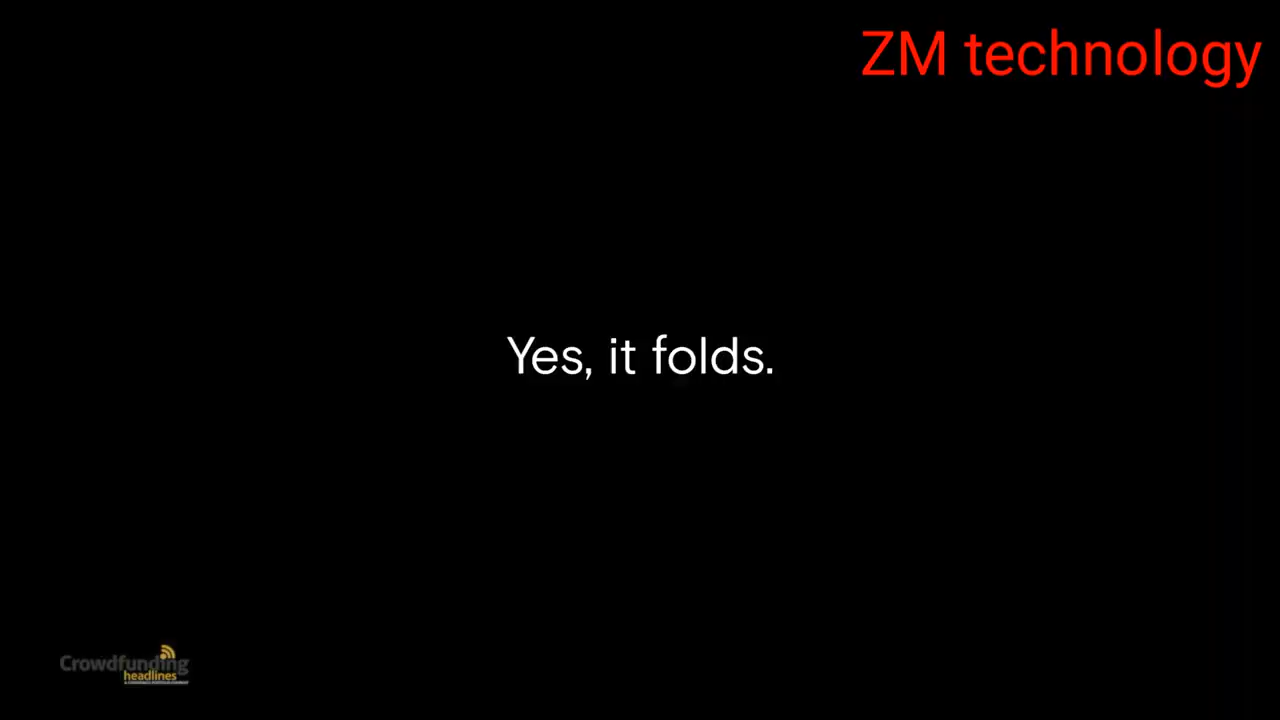 ZM technology
Yes, it folds.
Crowdfunding
headlines